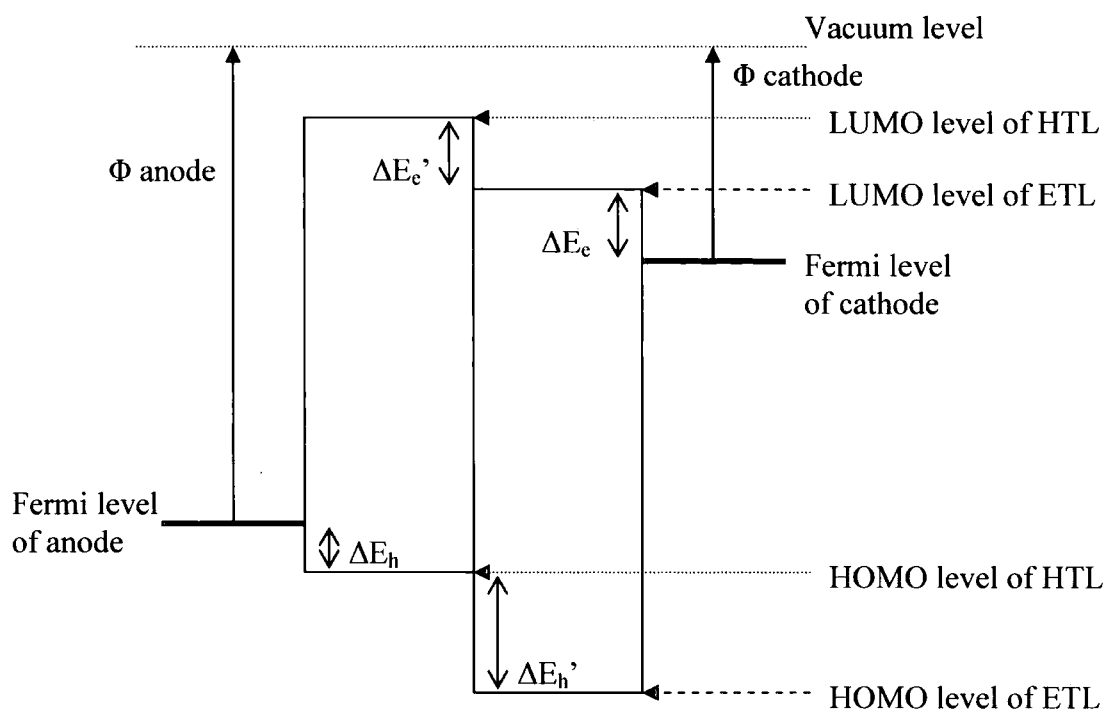 Vacuum level
Φ cathode
LUMO level of HTL
ΔEe’
Φ anode
LUMO level of ETL
ΔEe
Fermi level
of cathode
Fermi level
of anode
ΔEh
HOMO level of HTL
ΔEh’
HOMO level of ETL